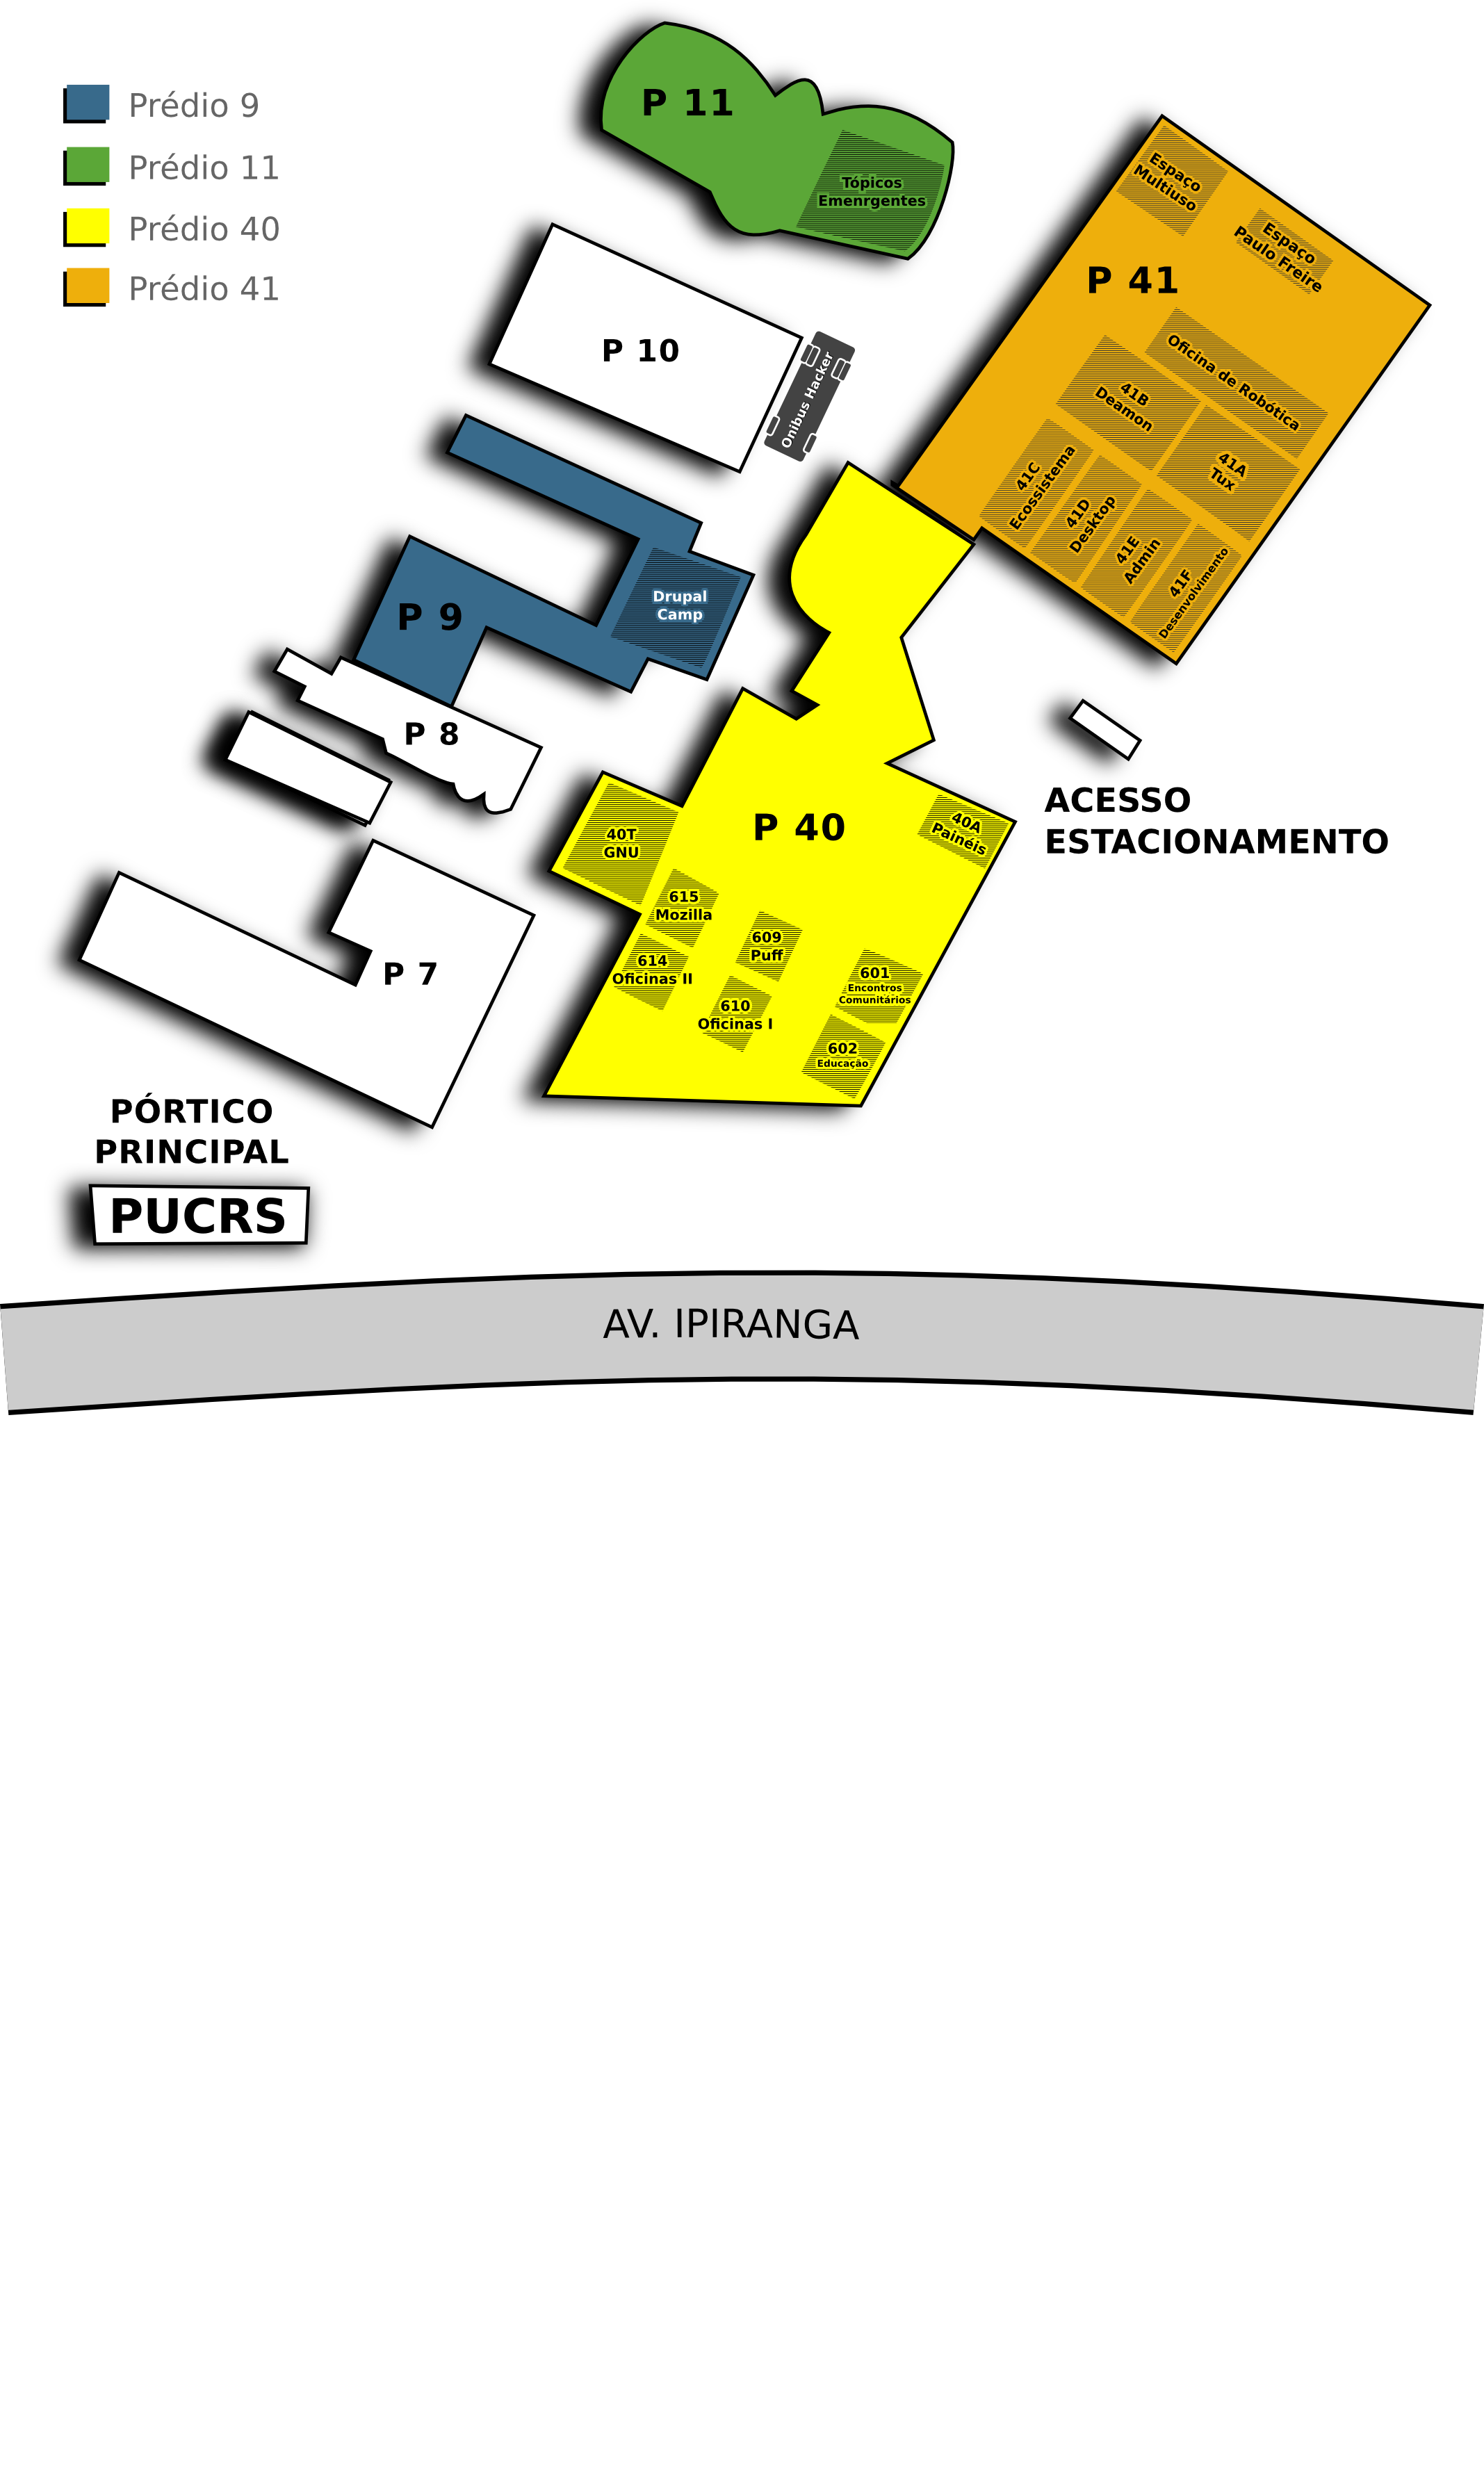 Prédio 9
Prédio 11
Prédio 40
Prédio 41
P 11
Tópicos
Emenrgentes
Espaço
Multiuso
Espaço
Paulo Freire
P 41
Oficina de Robótica
41B
Deamon
41A
Tux
41C
Ecossistema
41D
Desktop
41E
Admin
41F
Desenvolvimento
P 10
Onibus Hacker
P 9
Drupal
Camp
P 8
P 7
P 40
40A
Painéis
40T
GNU
615
Mozilla
614
Oficinas II
609
Puff
610
Oficinas I
601
Encontros
Comunitários
602
Educação
ACESSO
ESTACIONAMENTO
PÓRTICO
PRINCIPAL
PUCRS
AV. IPIRANGA